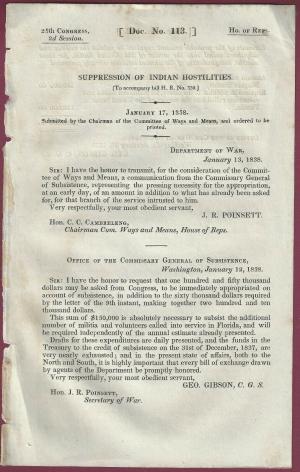 25th Congress, [ Doc. No. 113. ] Ho. of Reps.
2d Session.
SUPPRESSION OF INDIAN HOSTILITIES.
[To accompany bill H. R. No. ]
January 17, 1838.
Submitted by the Chairman of the Committee of Ways and Means, and ordered to be
printed.
Department of War,
January 13, 1838.
Sir: I have the honor to transmit, for the consideration of the Commit-
tee of Ways and Means, a communication from the Commissary General
of Subsistence, representing the pressing necessity for the appropriation,
at an early day, of an amount in addition to what has already been asked
for, for that branch of the service intrusted to him.
Very respectfully, your most obedient servant,
J. R. POINSETT.
Hon. C. C. Cambreleng,
Chairman Com. Ways and Means, House of Reps.
Office of the Commissary General of Subsistence,
Washington, January 12, 1838.
Sir: I have the honor to request that one hundred and fifty thousand
dollars may be asked from Congress, to be immediately appropriated on
account of subsistence, in addition to the sixty thousand dollars required
by the letter of the 9th instant, making together two hundred and ten
thousand dollars.
This sum of $150,000 is absolutely necessary to subsist the additional
number of militia and volunteers called into service in Florida, and will
be required independently of the annual estimate already presented.
Drafts for these expenditures are daily presented, and the funds in the
Treasury to the credit of subsistence on the 31st of December, 1837, are
very nearly exhausted; and in the present state of affairs, both to the
North and South, it is highly important that every bill of exchange drawn
by agents of the Department be promptly honored.
Very respectfully, your most obedient servant,
GEO. GIBSON, C. G. S.
Hon. J. R. Poinsett,
Secretary of War.